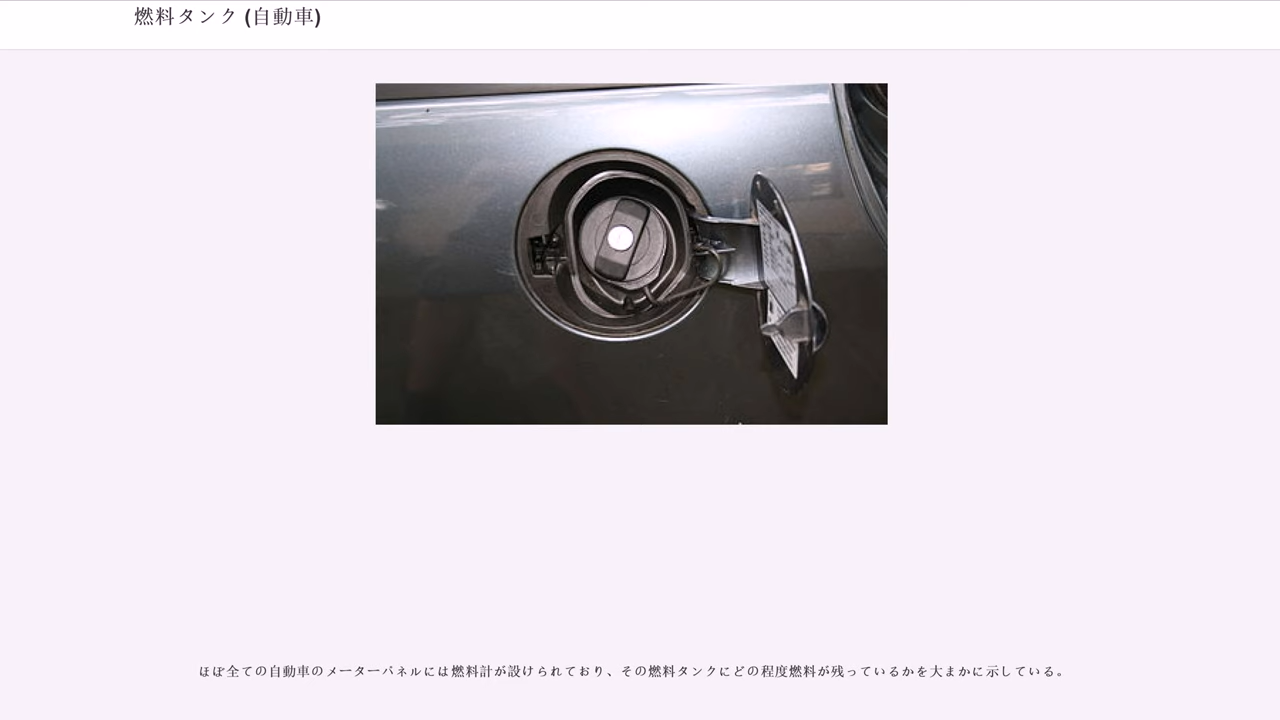 燃料タンク (自動車)
ほぼ全ての自動車のメーターパネルには燃料計が設けられており、その燃料タンクにどの程度燃料が残っているかを大まかに示している。